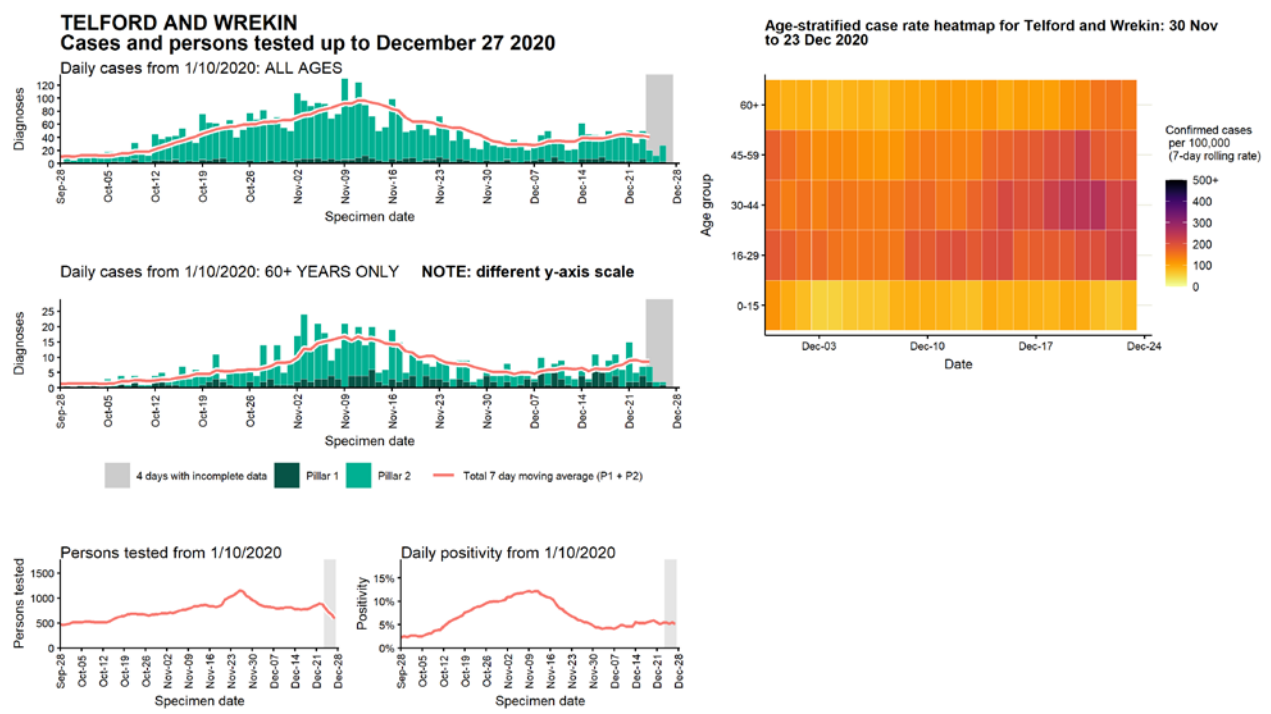 TELFORD AND WREKIN
Cases and persons tested up to December 27 2020
Daily cases from 1/10/2020: ALL AGES
Diagnoses
120
100
80
60
40
20
0
Sep-28
Oct-05
Oct-12
Oct-19
Oct-26
Nov-02
Nov-09
Nov-16
Nov-23
Nov-30
Dec-07
Dec-14
Dec-21
Dec-28
Specimen date
Daily cases from 1/10/2020: 60+ YEARS ONLY NOTE: different y-axis scale
Diagnoses
25
20
15
10
5
0
Sep-28
Oct-05
Oct-12
Oct-19
Oct-26
Nov-02
Nov-09
Nov-16
Nov-23
Nov-30
Dec-07
Dec-14
Dec-21
Dec-28
Specimen date
4 days with incomplete data Pillar 1 Pillar 2 Total 7 day moving average (P1 + P2)
Persons tested from 1/10/2020
Persons tested
1500
1000
500
0
Sep-28
Oct-05
Oct-12
Oct-19
Oct-26
Nov-02
Nov-09
Nov-16
Nov-23
Nov-30
Dec-07
Dec-14
Dec-21
Dec-28
Specimen date
Daily positivity from 1/10/2020
Positivity
15%
10%
5%
0%
Sep-28
Oct-05
Oct-12
Oct-19
Oct-26
Nov-02
Nov-09
Nov-16
Nov-23
Nov-30
Dec-07
Dec-14
Dec-21
Dec-28
Specimen date
Age-stratified case rate heatmap for Telford and Wrekin: 30 Nov
to 23 Dec 2020
Age group
60+
45-59
30-44
16-29
0-15
Dec-03
Dec-10
Dec-17
Dec-24
Date
Confirmed cases
per 100,000
(7-day rolling rate)
500+
400
300
200
100
0